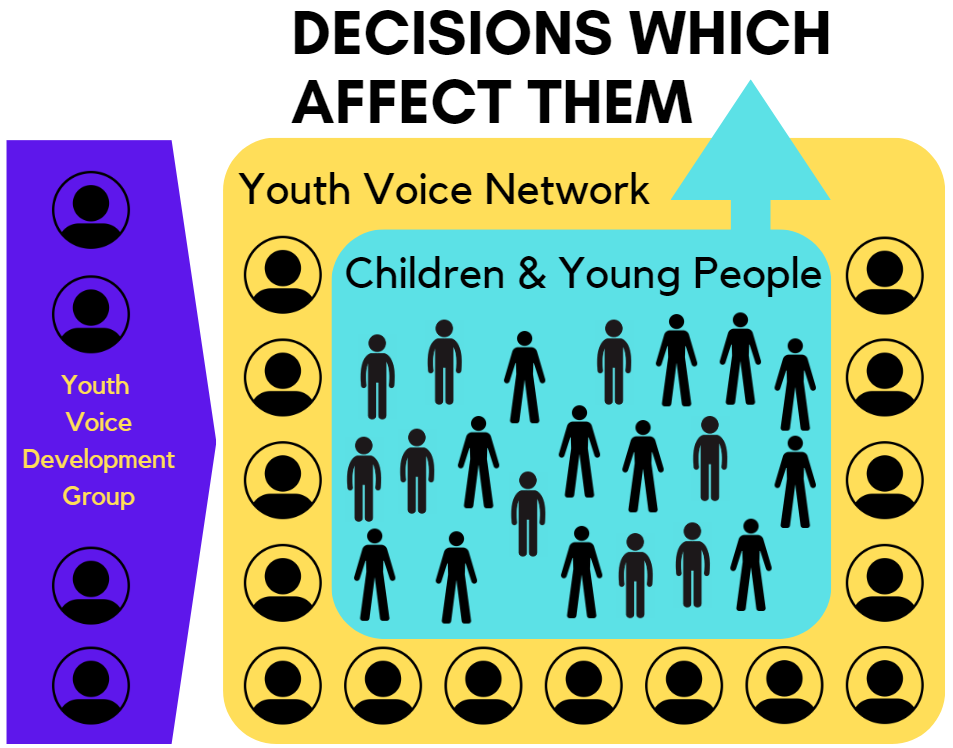 DECISIONS WHICH
AFFECT THEM
Youth Voice Network
Children & Young People
Youth
Voice
Development
Group